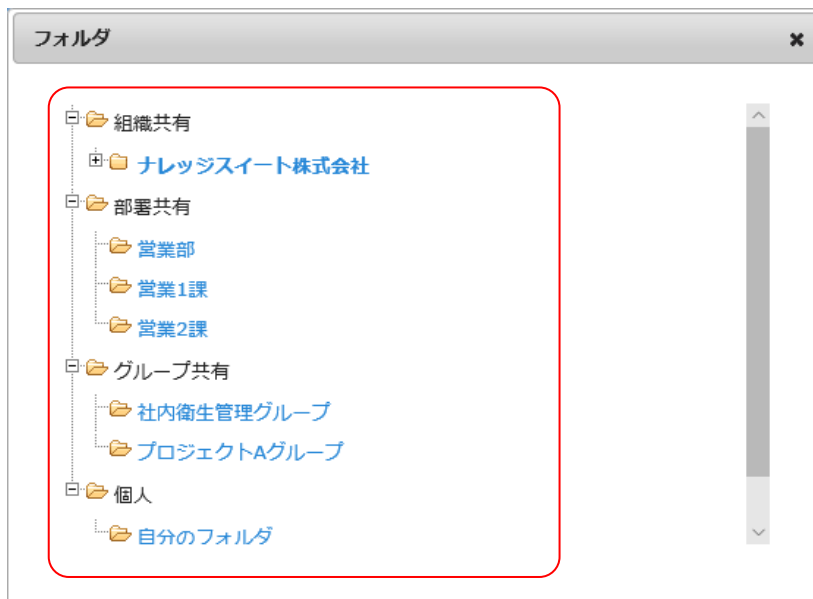 フォルダ
組織共有
ナレッジスイート株式会社
部署共有
営業部
営業1課
営業2課
グループ共有
社内衛生管理グループ
プロジェクトAグループ
個人
自分のフォルダ